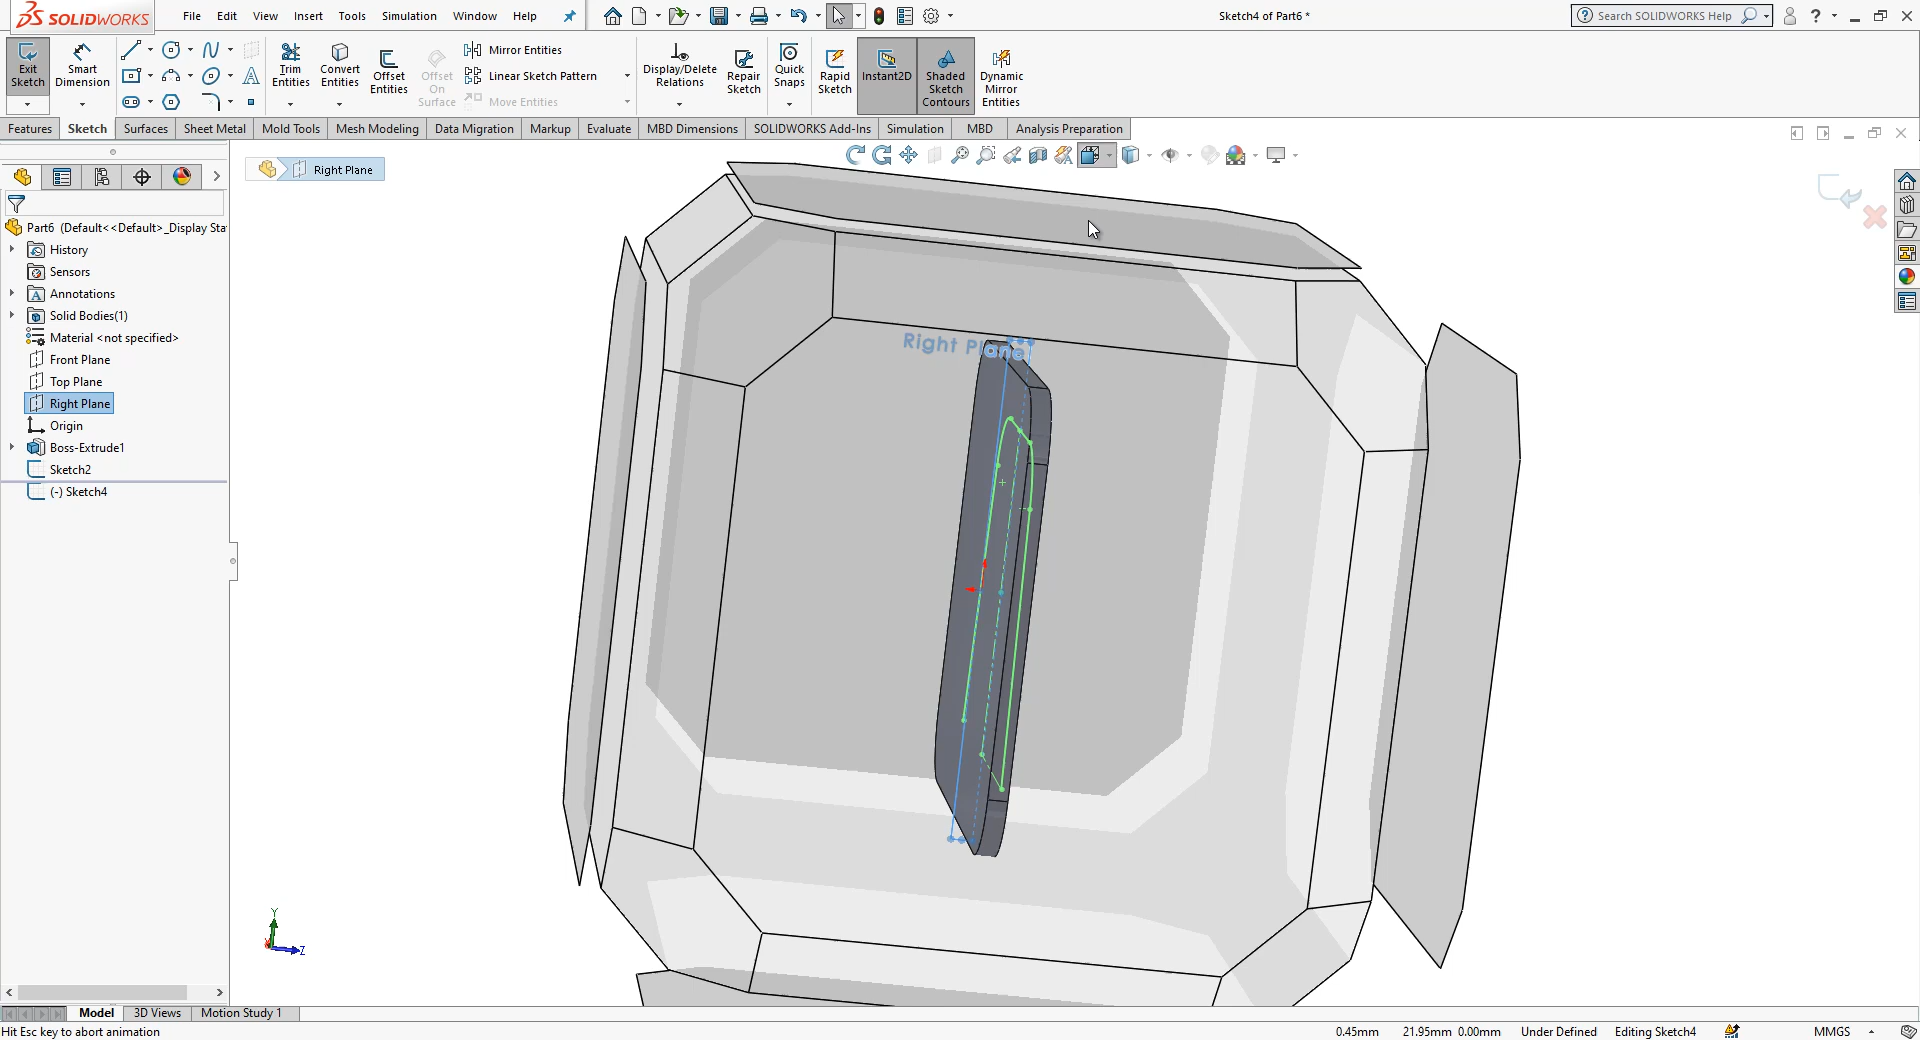 SOLIDWORKS
File Edit View Insert Tools Simulation Window Help
Sketch4 of Part6 *
Search SOLIDWORKS Help
Exit Sketch
Smart Dimension
Trim Entities
Convert Entities
Offset Entities
Offset On Surface
Mirror Entities
Linear Sketch Pattern
Move Entities
Display/Delete Relations
Repair Sketch
Quick Snaps
Rapid Sketch
Instant2D
Shaded Sketch Contours
Dynamic Mirror Entities
Features Sketch Surfaces Sheet Metal Mold Tools Mesh Modeling Data Migration Markup Evaluate MBD Dimensions SOLIDWORKS Add-Ins Simulation MBD Analysis Preparation
Right Plane
Part6 (Default<<Default>_Display Sta
History
Sensors
Annotations
Solid Bodies(1)
Material <not specified>
Front Plane
Top Plane
Right Plane
Origin
Boss-Extrude1
Sketch2
(-) Sketch4
Right Plane
Y
X
Z
Model 3D Views Motion Study 1
Hit Esc key to abort animation
0.45mm 21.95mm 0.00mm Under Defined Editing Sketch4 MMGS